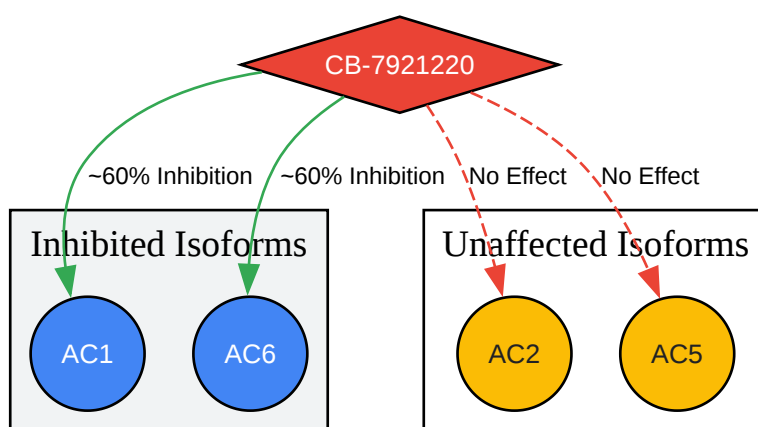 CB-7921220
~60% Inhibition
~60% Inhibition
No Effect
No Effect
Inhibited Isoforms
Unaffected Isoforms
AC1
AC6
AC2
AC5